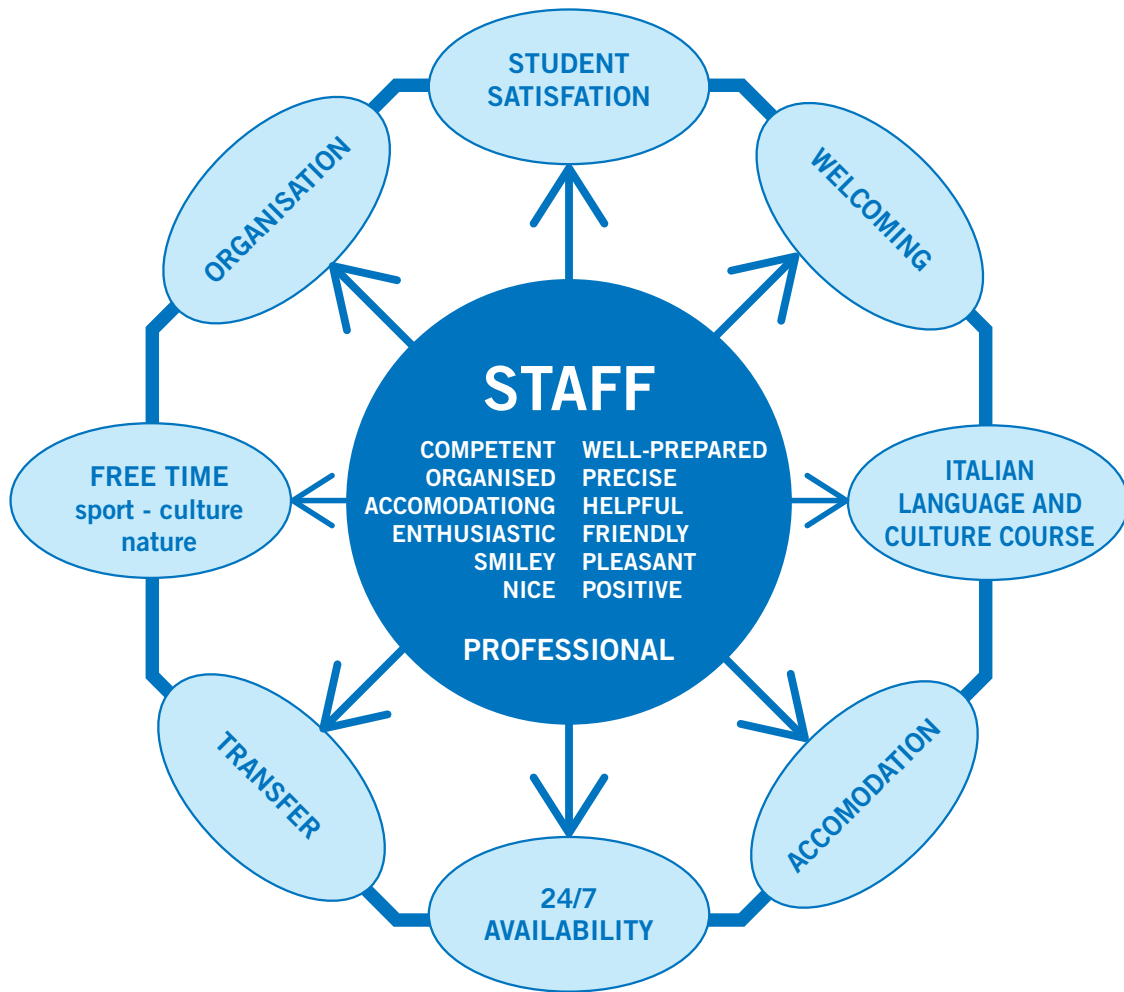 STUDENT
SATISFATION
WELCOMING
ORGANISATION
STAFF
COMPETENT WELL-PREPARED
ORGANISED PRECISE
ACCOMODATIONG HELPFUL
ENTHUSIASTIC FRIENDLY
SMILEY PLEASANT
NICE POSITIVE
PROFESSIONAL
FREE TIME
sport - culture
nature
ITALIAN
LANGUAGE AND
CULTURE COURSE
TRANSFER
ACCOMODATION
24/7
AVAILABILITY